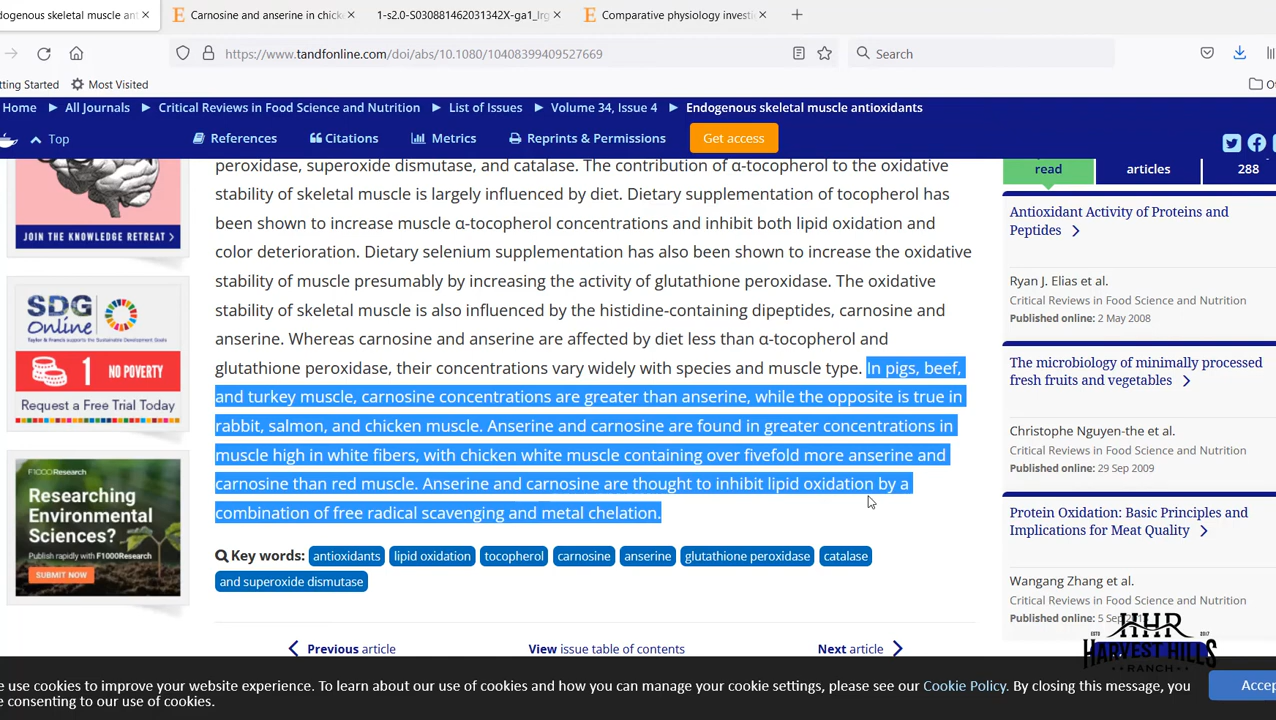 dogenous skeletal muscle ant
Carnosine and anserine in chick
1-s2.0-S030881462031342X-ga1_lrg
Comparative physiology investi
https://www.tandfonline.com/doi/abs/10.1080/10408399409527669
Search
tting Started
Most Visited
Home
All Journals
Critical Reviews in Food Science and Nutrition
List of Issues
Volume 34, Issue 4
Endogenous skeletal muscle antioxidants
Top
References
Citations
Metrics
Reprints & Permissions
Get access
JOIN THE KNOWLEDGE RETREAT >
SDG
Online
Taylor & Francis
1 NO POVERTY
Request a Free Trial Today
F1000Research
Researching
Environmental
Sciences?
Publish rapidly with F1000Research
SUBMIT NOW
peroxidase, superoxide dismutase, and catalase. The contribution of α-tocopherol to the oxidative
stability of skeletal muscle is largely influenced by diet. Dietary supplementation of tocopherol has
been shown to increase muscle α-tocopherol concentrations and inhibit both lipid oxidation and
color deterioration. Dietary selenium supplementation has also been shown to increase the oxidative
stability of muscle presumably by increasing the activity of glutathione peroxidase. The oxidative
stability of skeletal muscle is also influenced by the histidine-containing dipeptides, carnosine and
anserine. Whereas carnosine and anserine are affected by diet less than α-tocopherol and
glutathione peroxidase, their concentrations vary widely with species and muscle type. In pigs, beef,
and turkey muscle, carnosine concentrations are greater than anserine, while the opposite is true in
rabbit, salmon, and chicken muscle. Anserine and carnosine are found in greater concentrations in
muscle high in white fibers, with chicken white muscle containing over fivefold more anserine and
carnosine than red muscle. Anserine and carnosine are thought to inhibit lipid oxidation by a
combination of free radical scavenging and metal chelation.
Key words: antioxidants lipid oxidation tocopherol carnosine anserine glutathione peroxidase catalase
and superoxide dismutase
Previous article
View issue table of contents
Next article
read
articles
288
Antioxidant Activity of Proteins and
Peptides
Ryan J. Elias et al.
Critical Reviews in Food Science and Nutrition
Published online: 2 May 2008
The microbiology of minimally processed
fresh fruits and vegetables
Christophe Nguyen-the et al.
Critical Reviews in Food Science and Nutrition
Published online: 29 Sep 2009
Protein Oxidation: Basic Principles and
Implications for Meat Quality
Wangang Zhang et al.
Critical Reviews in Food Science and Nutrition
Published online: 5 Sep
HHR
HARVEST HILLS
RANCH
e use cookies to improve your website experience. To learn about our use of cookies and how you can manage your cookie settings, please see our Cookie Policy. By closing this message, you
e consenting to our use of cookies.
Accep